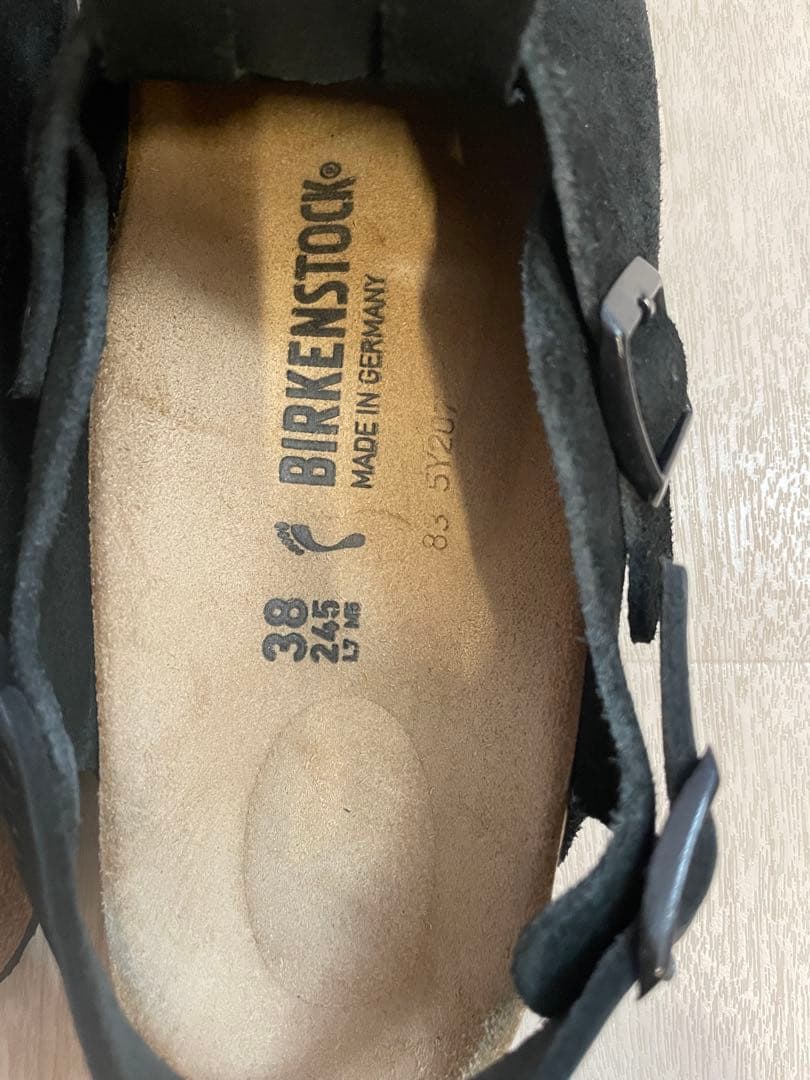 BIRKENSTOCK®
MADE IN GERMANY
38
245
L7 M5